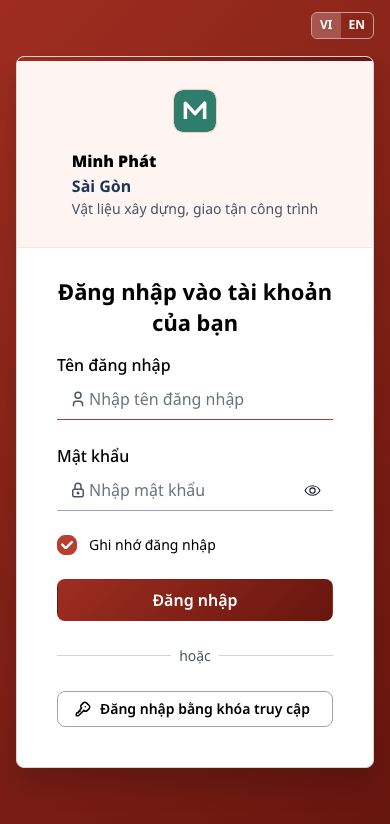 VI EN
M
Minh Phát
Sài Gòn
Vật liệu xây dựng, giao tận công trình
Đăng nhập vào tài khoản
của bạn
Tên đăng nhập
Nhập tên đăng nhập
Mật khẩu
Nhập mật khẩu
Ghi nhớ đăng nhập
Đăng nhập
hoặc
Đăng nhập bằng khóa truy cập